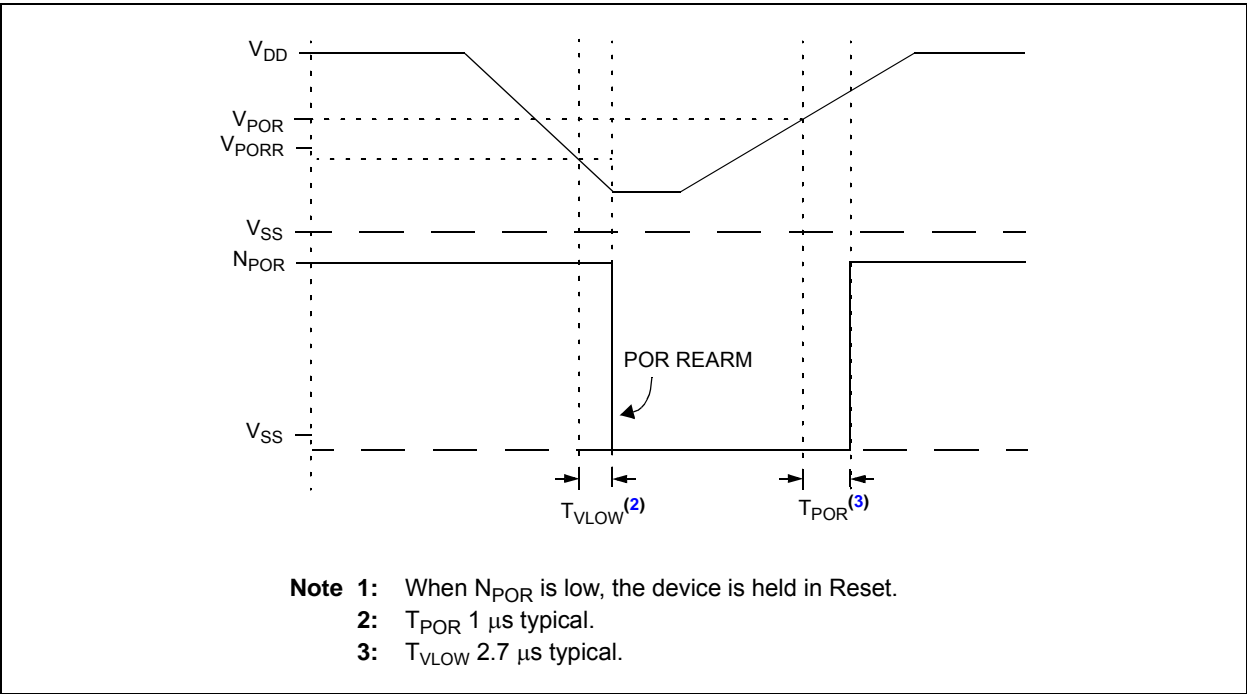 VDD
VPOR
VPORR
VSS
NPOR
POR REARM
VSS
TVLOW(2)
TPOR(3)
Note 1: When NPOR is low, the device is held in Reset.
2: TPOR 1 μs typical.
3: TVLOW 2.7 μs typical.